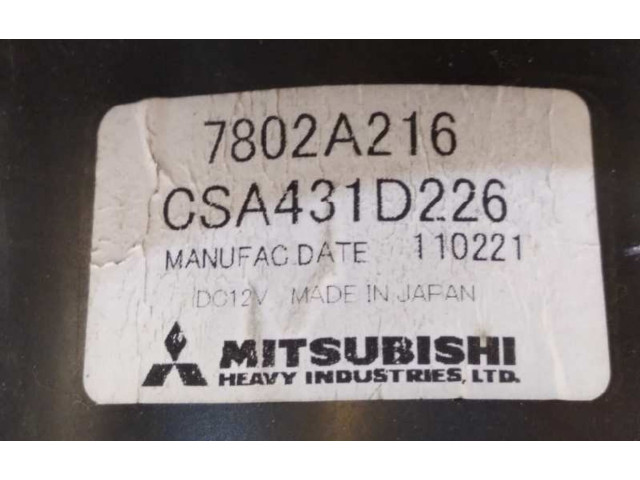 7802A216
CSA431D226
MANUFAC.DATE 110221
DC12V MADE IN JAPAN
MITSUBISHI
HEAVY INDUSTRIES, LTD.